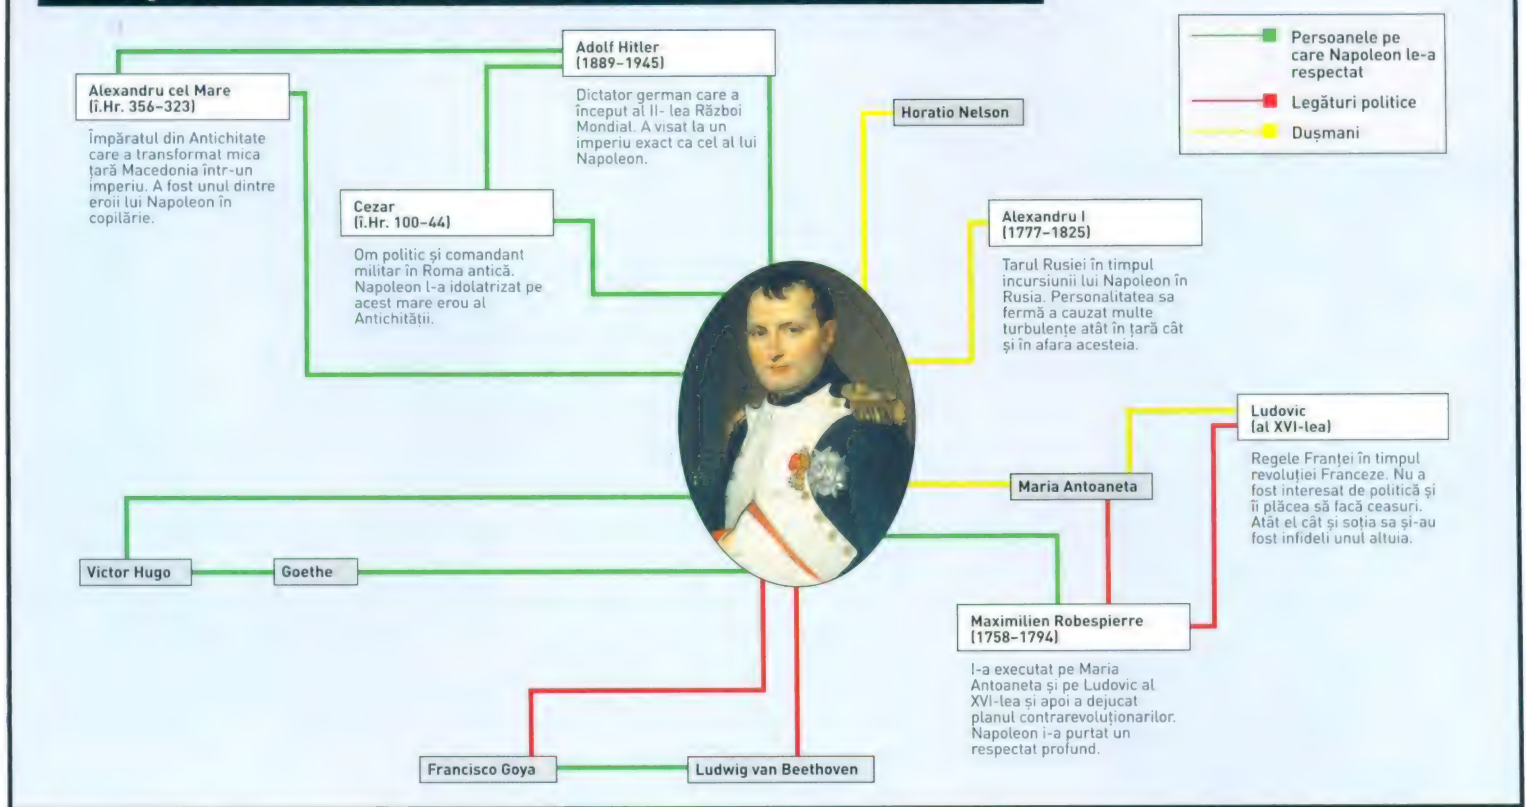 Adolf Hitler
(1889–1945)
Dictator german care a
început al II- lea Război
Mondial. A visat la un
imperiu exact ca cel al lui
Napoleon.
Alexandru cel Mare
(î.Hr. 356–323)
Împăratul din Antichitate
care a transformat mica
țară Macedonia într-un
imperiu. A fost unul dintre
eroii lui Napoleon în
copilărie.
Cezar
(î.Hr. 100–44)
Om politic și comandant
militar în Roma antică.
Napoleon l-a idolatrizat pe
acest mare erou al
Antichității.
Horatio Nelson
Persoanele pe
care Napoleon le-a
respectat
Legături politice
Dușmani
Alexandru I
(1777–1825)
Tarul Rusiei în timpul
incursiunii lui Napoleon în
Rusia. Personalitatea sa
fermă a cauzat multe
turbulențe atât în țară cât
și în afara acesteia.
Ludovic
(al XVI-lea)
Regele Franței în timpul
revoluției Franceze. Nu a
fost interesat de politică și
îi plăcea să facă ceasuri.
Atât el cât și soția sa și-au
fost infideli unul altuia.
Maria Antoaneta
Victor Hugo
Goethe
Maximilien Robespierre
(1758–1794)
I-a executat pe Maria
Antoaneta și pe Ludovic al
XVI-lea și apoi a dejucat
planul contrarevoluționarilor.
Napoleon i-a purtat un
respectat profund.
Francisco Goya
Ludwig van Beethoven